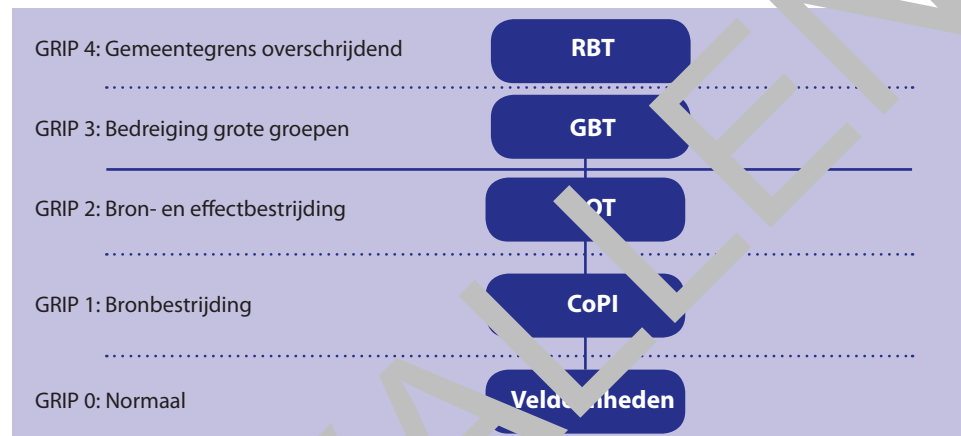 GRIP 4: Gemeentegrens overschrijdend
RBT
GRIP 3: Bedreiging grote groepen
GBT
GRIP 2: Bron- en effectbestrijding
GRIP 1: Bronbestrijding
CoPI
GRIP 0: Normaal